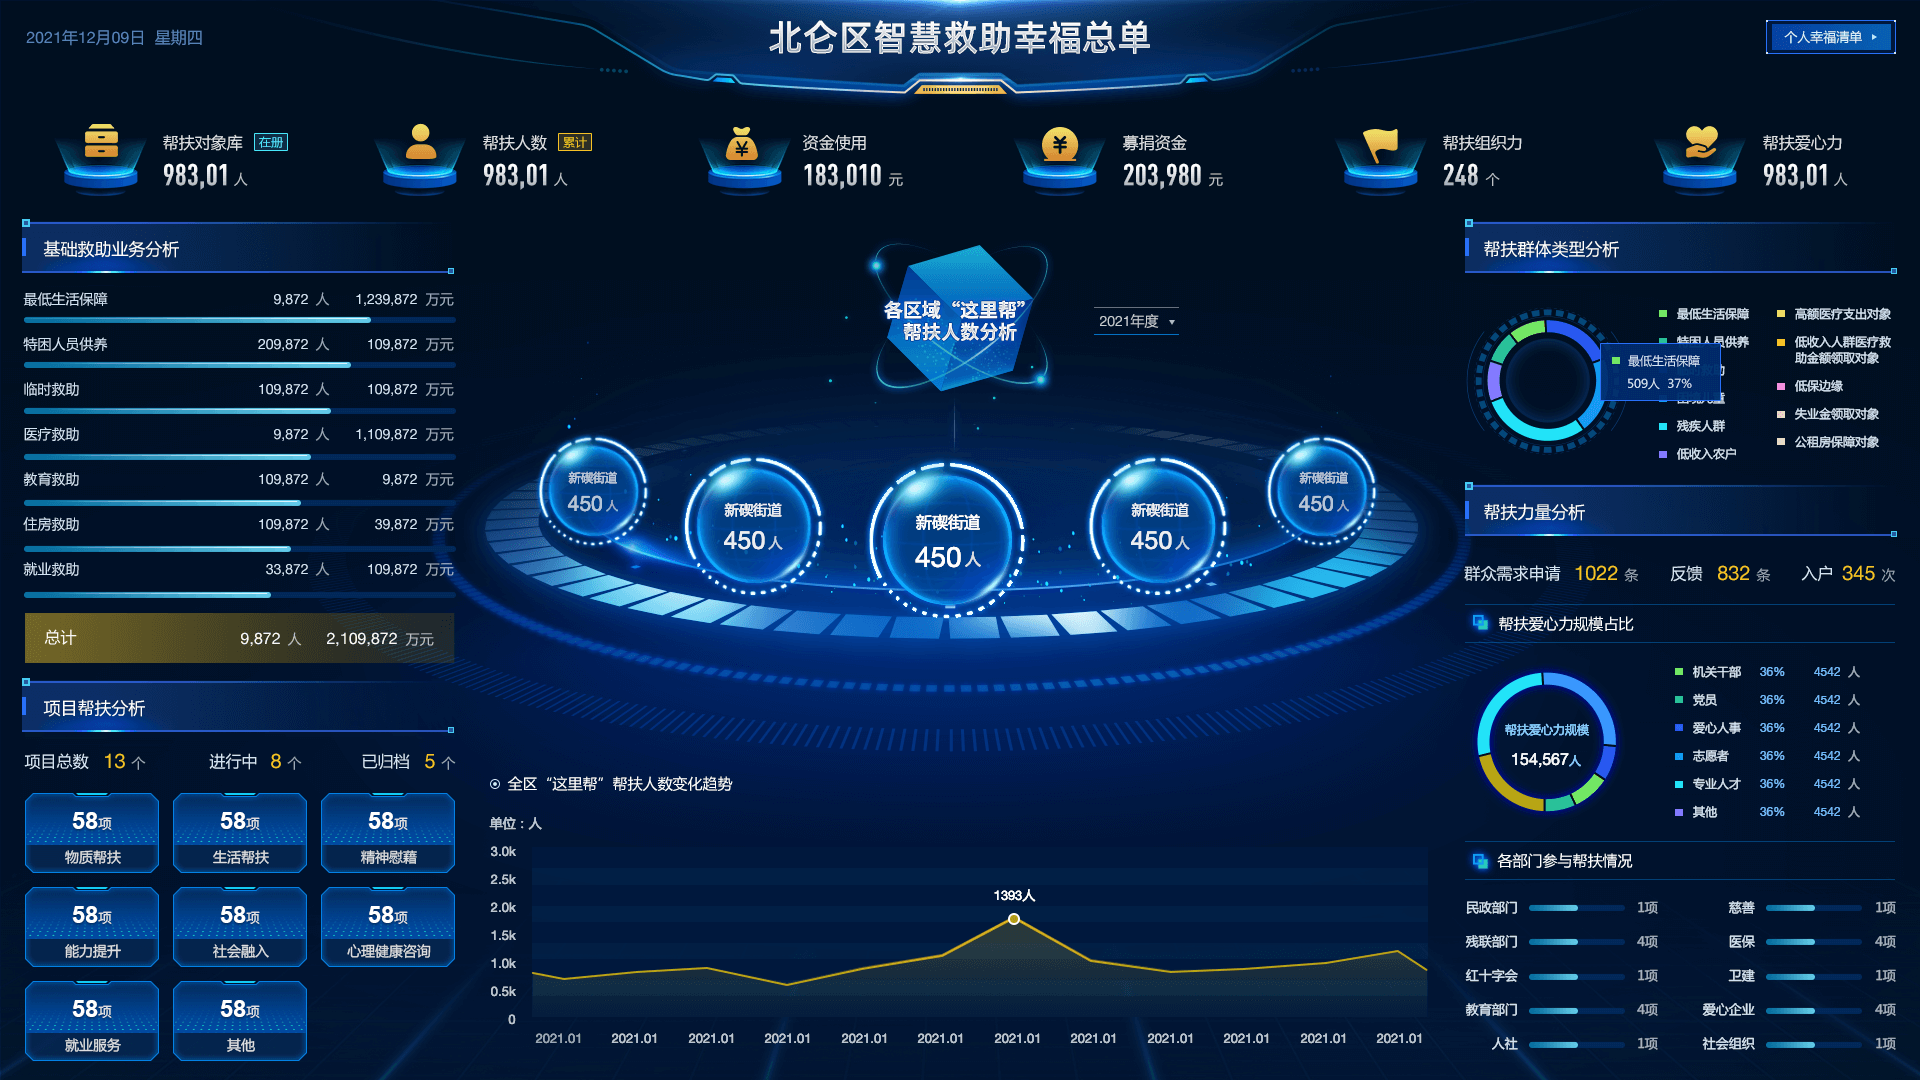 2021年12月09日 星期四
北仑区智慧救助幸福总单
个人幸福清单
帮扶对象库 在册
983,01 人
帮扶人数 累计
983,01 人
资金使用
183,010 元
募捐资金
203,980 元
帮扶组织力
248 个
帮扶爱心力
983,01 人
基础救助业务分析
最低生活保障 9,872 人 1,239,872 万元
特困人员供养 209,872 人 109,872 万元
临时救助 109,872 人 109,872 万元
医疗救助 9,872 人 1,109,872 万元
教育救助 109,872 人 9,872 万元
住房救助 109,872 人 39,872 万元
就业救助 33,872 人 109,872 万元
总计 9,872 人 2,109,872 万元
项目帮扶分析
项目总数 13 个 进行中 8 个 已归档 5 个
58项
物质帮扶
58项
生活帮扶
58项
精神慰藉
58项
能力提升
58项
社会融入
58项
心理健康咨询
58项
就业服务
58项
其他
各区域“这里帮”
帮扶人数分析
2021年度
新碶街道
450 人
新碶街道
450 人
新碶街道
450 人
新碶街道
450 人
新碶街道
450 人
全区“这里帮”帮扶人数变化趋势
单位：人
3.0k
2.5k
2.0k
1.5k
1.0k
0.5k
0
1393人
2021.01 2021.01 2021.01 2021.01 2021.01 2021.01 2021.01 2021.01 2021.01 2021.01 2021.01 2021.01
帮扶群体类型分析
最低生活保障
特困人员供养
残疾人群
低收入农户
高额医疗支出对象
低收入人群医疗救
助金额领取对象
低保边缘
失业金领取对象
公租房保障对象
最低生活保障
509人 37%
帮扶力量分析
群众需求申请 1022 条 反馈 832 条 入户 345 次
帮扶爱心力规模占比
帮扶爱心力规模
154,567人
机关干部 36% 4542 人
党员 36% 4542 人
爱心人事 36% 4542 人
志愿者 36% 4542 人
专业人才 36% 4542 人
其他 36% 4542 人
各部门参与帮扶情况
民政部门 1项 慈善 1项
残联部门 4项 医保 4项
红十字会 1项 卫建 1项
教育部门 4项 爱心企业 4项
人社 1项 社会组织 1项